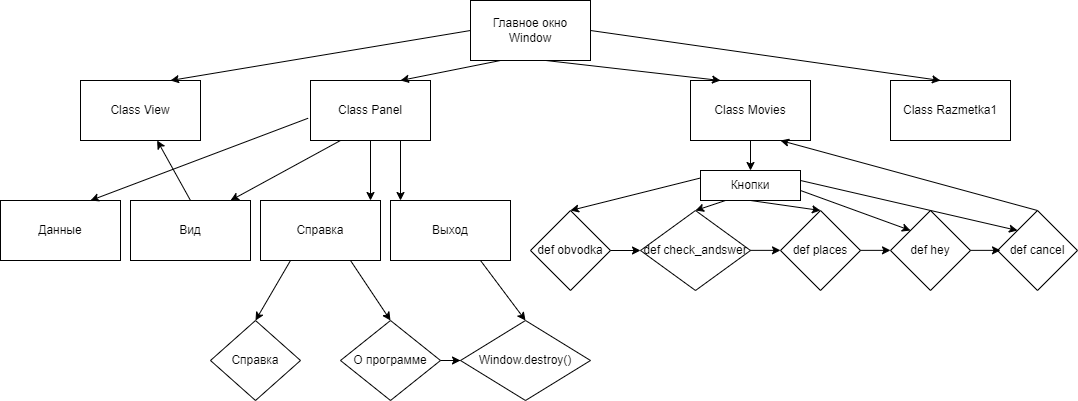 Главное окно
Window
Class View
Class Panel
Class Movies
Class Razmetka1
Кнопки
Данные
Вид
Справка
Выход
def obvodka
def check_andswer
def places
def hey
def cancel
Справка
О программе
Window.destroy()